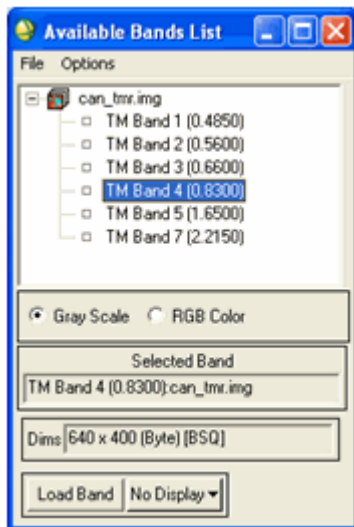 Available Bands List
File Options
can_tmr.img
TM Band 1 (0.4850)
TM Band 2 (0.5600)
TM Band 3 (0.6600)
TM Band 4 (0.8300)
TM Band 5 (1.6500)
TM Band 7 (2.2150)
Gray Scale RGB Color
Selected Band
TM Band 4 (0.8300):can_tmr.img
Dims 640 x 400 (Byte) [BSQ]
Load Band No Display